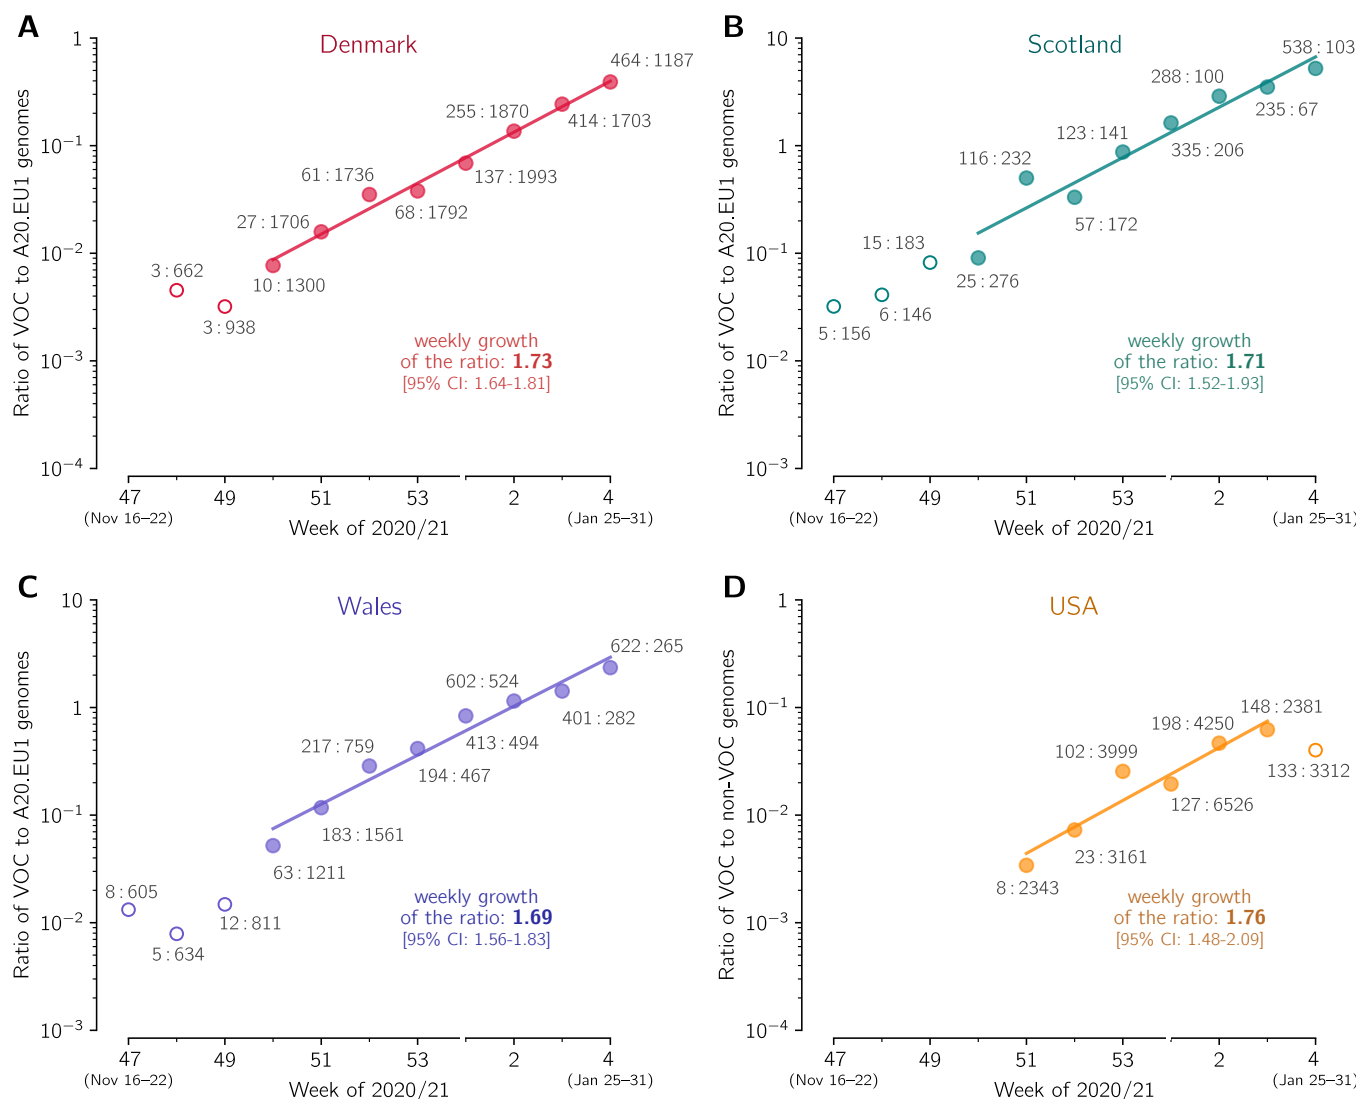 A
Denmark
Ratio of VOC to A20.EU1 genomes
1
10⁻¹
10⁻²
10⁻³
10⁻⁴
3 : 662
3 : 938
10 : 1300
27 : 1706
61 : 1736
68 : 1792
137 : 1993
255 : 1870
414 : 1703
464 : 1187
weekly growth
of the ratio: 1.73
[95% CI: 1.64-1.81]
47
49
51
53
2
4
(Nov 16–22)
(Jan 25–31)
Week of 2020/21
B
Scotland
Ratio of VOC to A20.EU1 genomes
10
1
10⁻¹
10⁻²
10⁻³
5 : 156
6 : 146
15 : 183
25 : 276
116 : 232
57 : 172
123 : 141
335 : 206
288 : 100
235 : 67
538 : 103
weekly growth
of the ratio: 1.71
[95% CI: 1.52-1.93]
47
49
51
53
2
4
(Nov 16–22)
(Jan 25–31)
Week of 2020/21
C
Wales
Ratio of VOC to A20.EU1 genomes
10
1
10⁻¹
10⁻²
10⁻³
8 : 605
5 : 634
12 : 811
63 : 1211
183 : 1561
217 : 759
194 : 467
413 : 494
602 : 524
401 : 282
622 : 265
weekly growth
of the ratio: 1.69
[95% CI: 1.56-1.83]
47
49
51
53
2
4
(Nov 16–22)
(Jan 25–31)
Week of 2020/21
D
USA
Ratio of VOC to non-VOC genomes
1
10⁻¹
10⁻²
10⁻³
10⁻⁴
8 : 2343
23 : 3161
102 : 3999
127 : 6526
198 : 4250
148 : 2381
133 : 3312
weekly growth
of the ratio: 1.76
[95% CI: 1.48-2.09]
47
49
51
53
2
4
(Nov 16–22)
(Jan 25–31)
Week of 2020/21